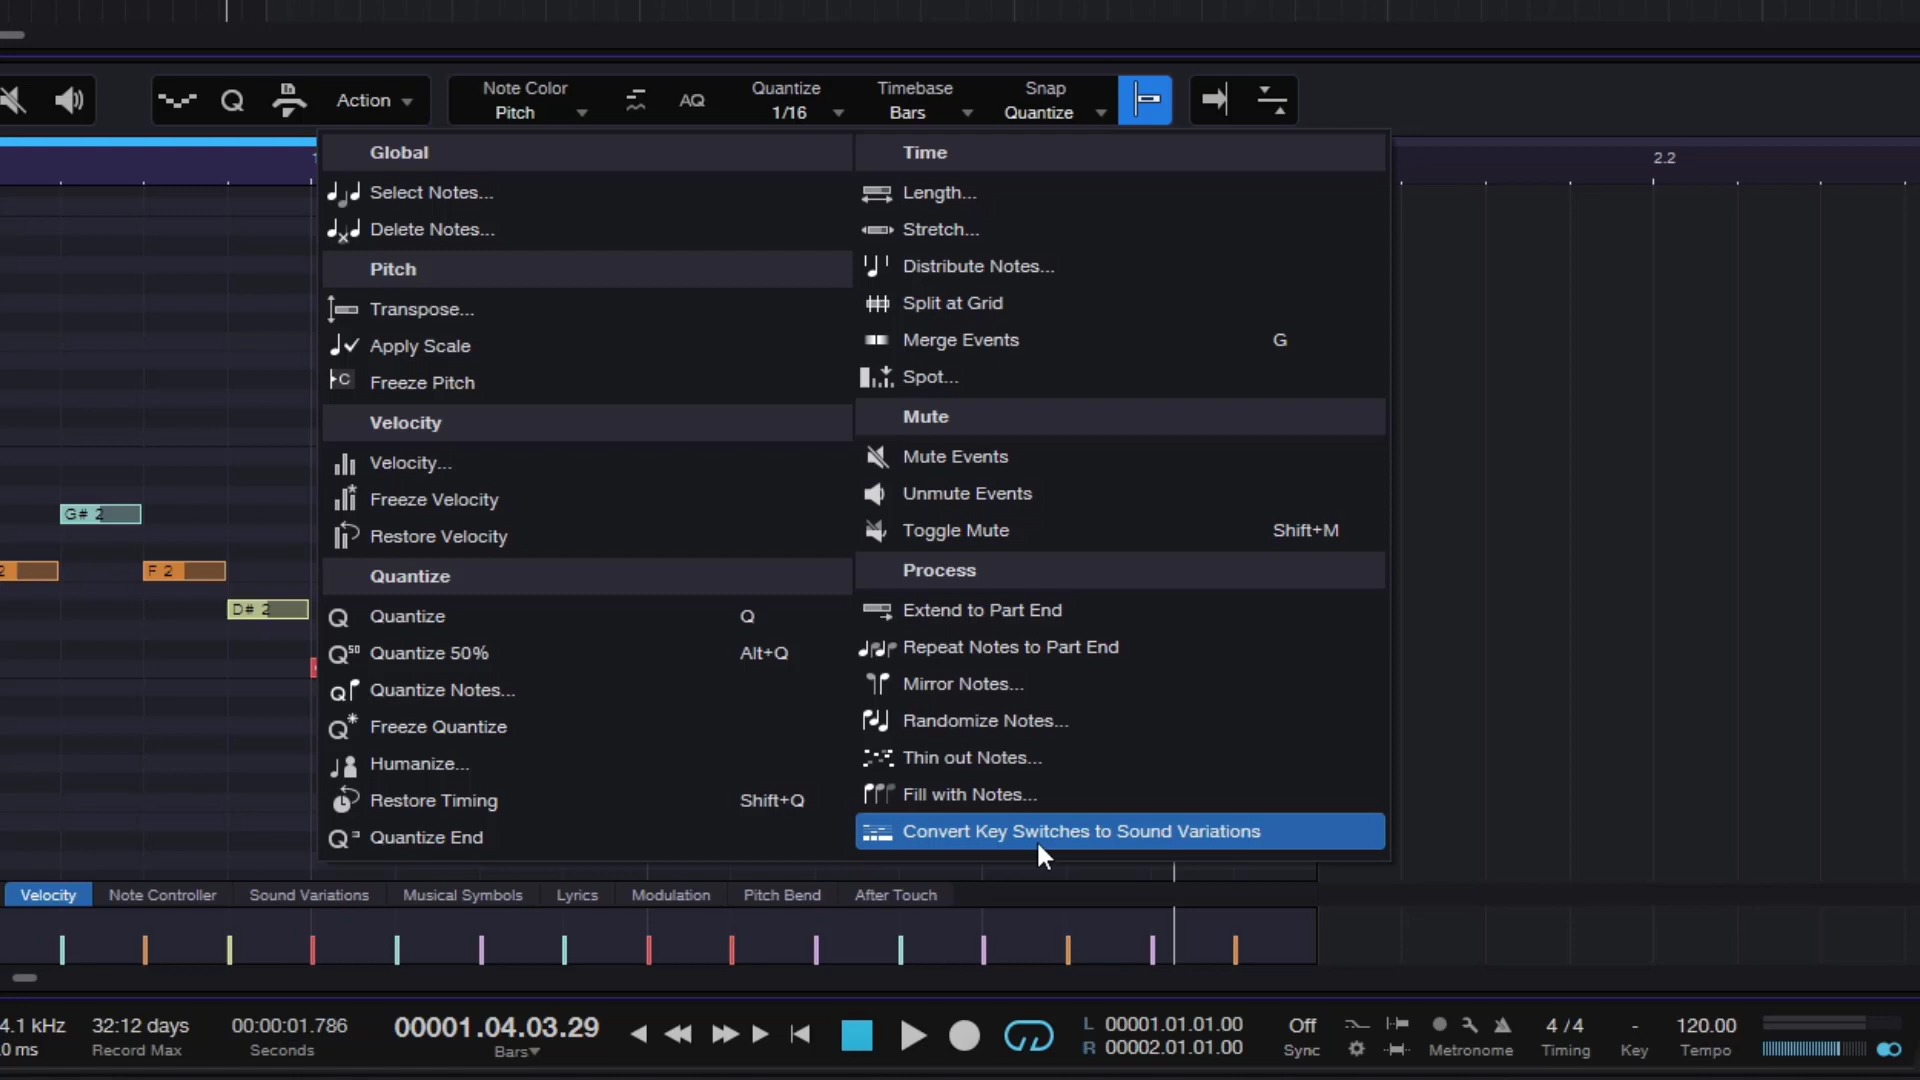 Note Color
Quantize
Timebase
Snap
Action
AQ
Pitch
1/16
Bars
Quantize
2.2
Global
Select Notes...
Delete Notes...
Pitch
Transpose...
Apply Scale
Freeze Pitch
Velocity
Velocity...
Freeze Velocity
Restore Velocity
Quantize
Quantize Q
Quantize 50% Alt+Q
Quantize Notes...
Freeze Quantize
Humanize...
Restore Timing Shift+Q
Quantize End
Time
Length...
Stretch...
Distribute Notes...
Split at Grid
Merge Events G
Spot...
Mute
Mute Events
Unmute Events
Toggle Mute Shift+M
Process
Extend to Part End
Repeat Notes to Part End
Mirror Notes...
Randomize Notes...
Thin out Notes...
Fill with Notes...
Convert Key Switches to Sound Variations
G# 2
2
F 2
D# 2
Velocity Note Controller Sound Variations Musical Symbols Lyrics Modulation Pitch Bend After Touch
4.1 kHz
0 ms
32:12 days
Record Max
00:00:01.786
Seconds
00001.04.03.29
Bars
L 00001.01.01.00
R 00002.01.01.00
Off
Sync
Metronome
4 / 4
Timing
-
Key
120.00
Tempo